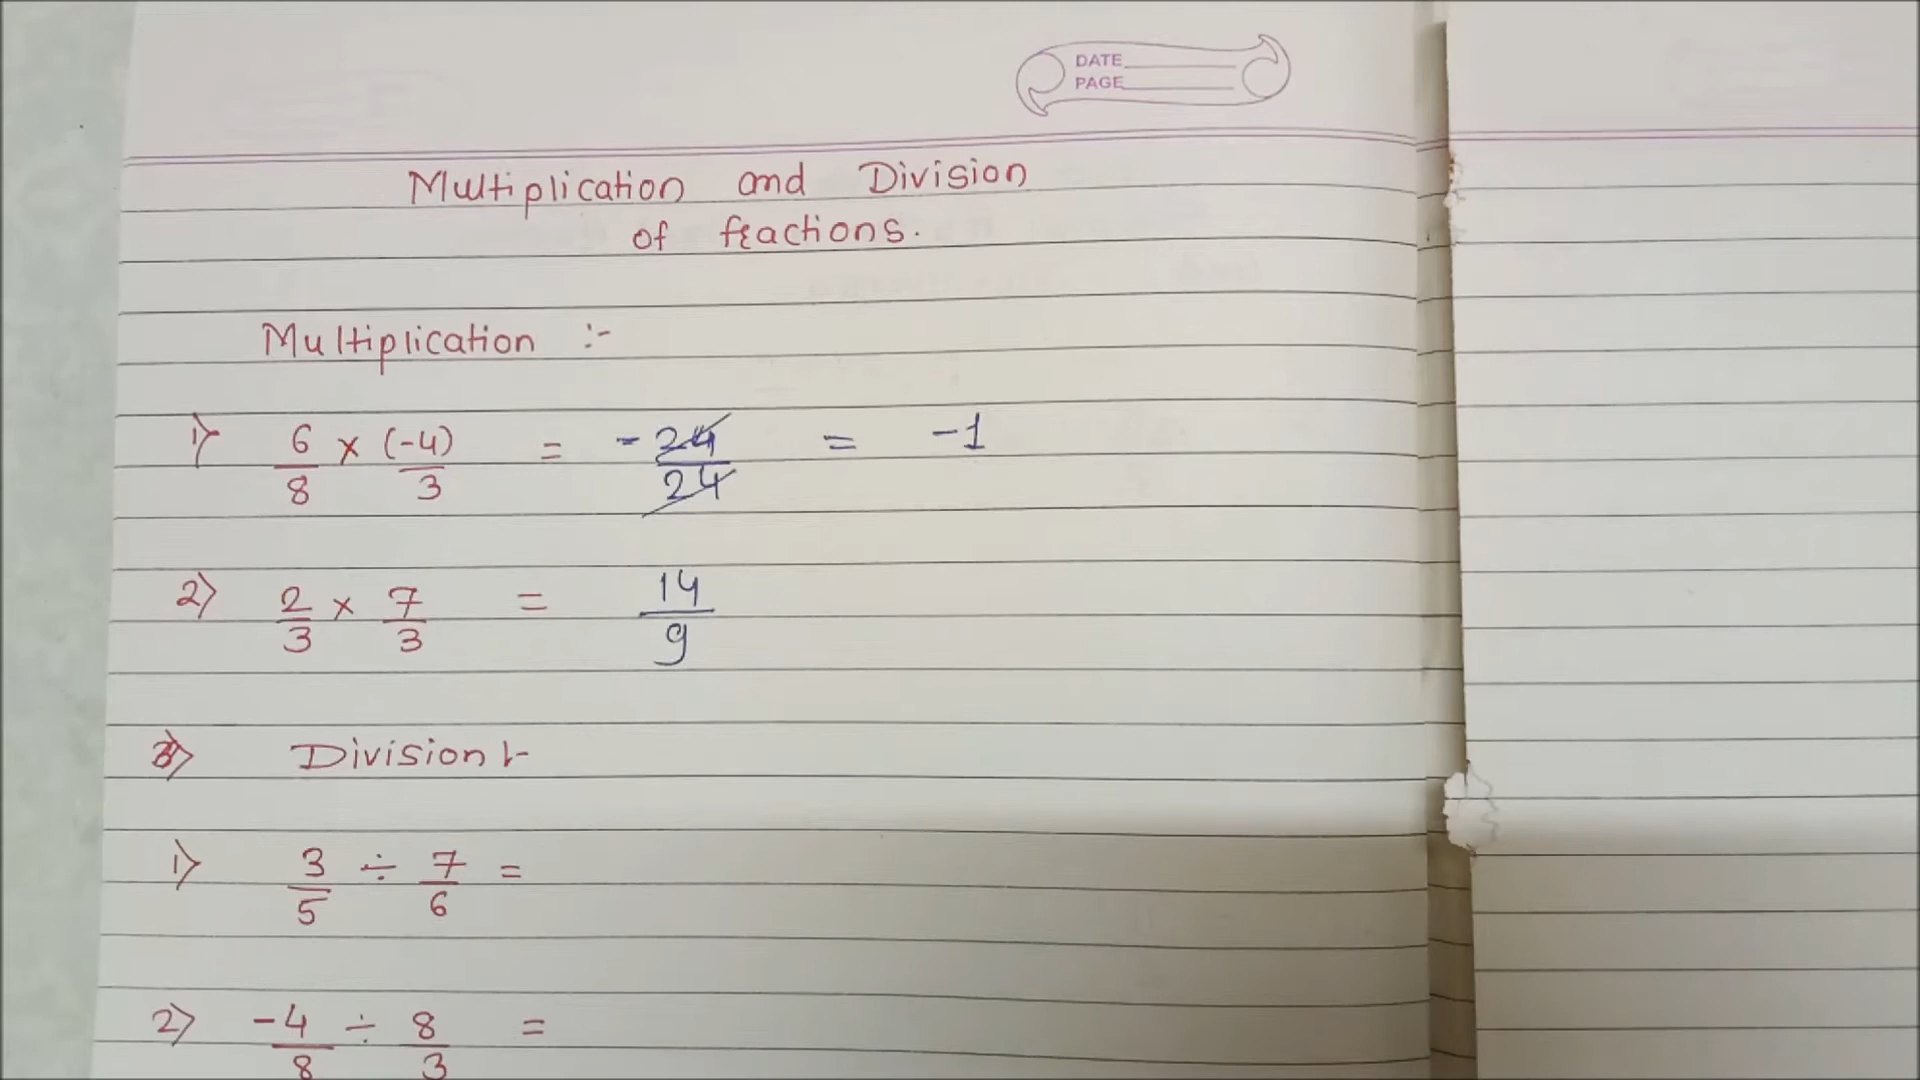 DATE
PAGE
Multiplication and Division
of fractions.
Multiplication :-
1) 6/8 × (-4)/3 = -24/24 = -1
2) 2/3 × 7/3 = 14/9
Division :-
1) 3/5 ÷ 7/6 =
2) -4/8 ÷ 8/3 =